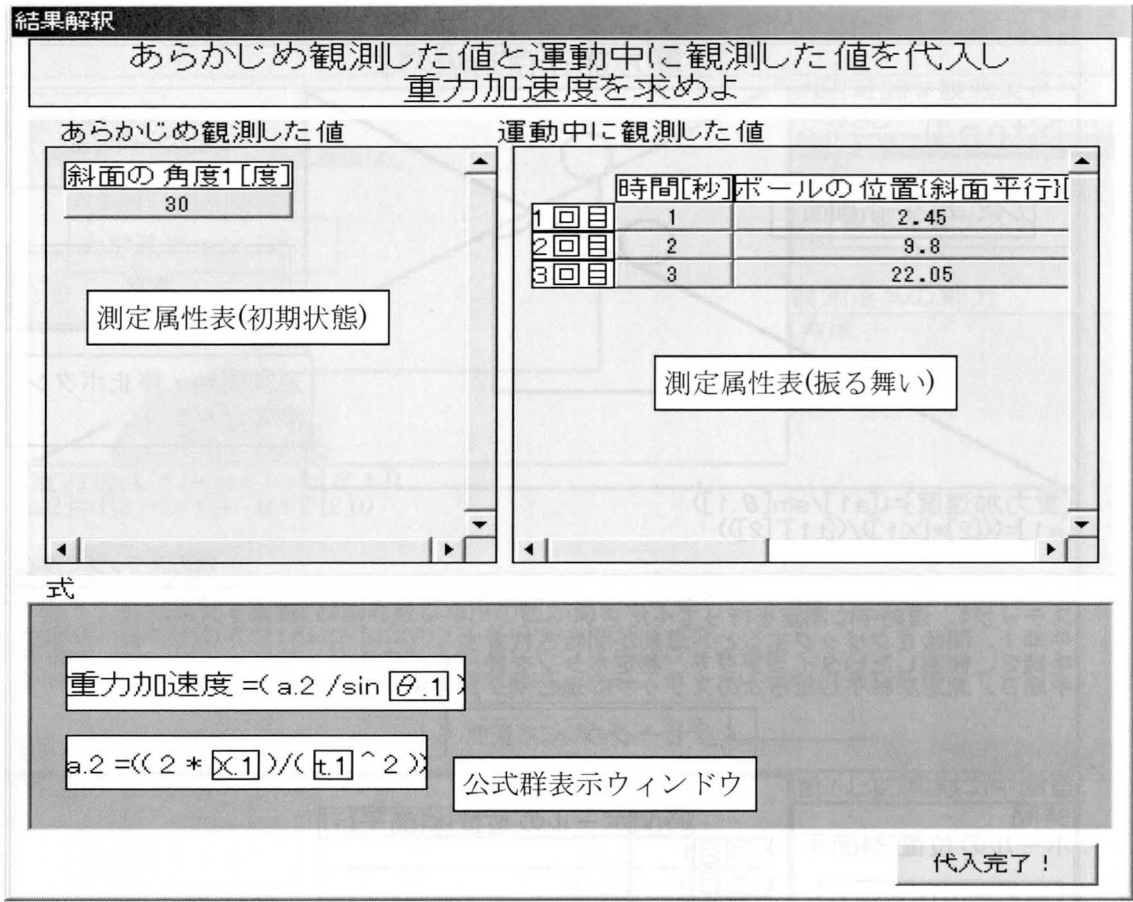 結果解釈
あらかじめ観測した値と運動中に観測した値を代入し
重力加速度を求めよ
あらかじめ観測した値
斜面の角度1[度]
30
測定属性表(初期状態)
運動中に観測した値
時間[秒] ボールの位置{斜面平行}[
1回目 1 2.45
2回目 2 9.8
3回目 3 22.05
測定属性表(振る舞い)
式
重力加速度 =( a.2 /sin θ.1 )
a.2 =(( 2 * X.1 )/( t.1 ^ 2 ))
公式群表示ウィンドウ
代入完了!